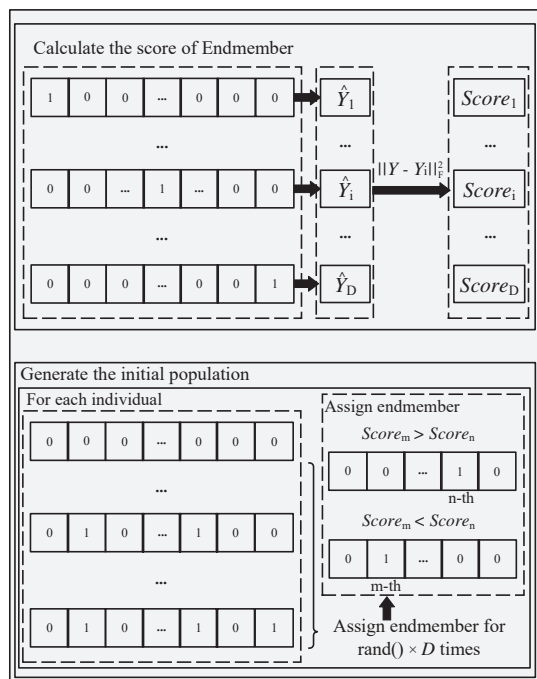 Calculate the score of Endmember
1 0 0 ... 0 0 0 Ŷ1 Score1
... ... ...
0 0 ... 1 ... 0 0 Ŷi ||Y - Yi||²F Scorei
... ... ...
0 0 0 ... 0 0 1 ŶD ScoreD
Generate the initial population
For each individual
0 0 0 ... 0 0 0
...
0 1 0 ... 1 0 0
...
0 1 0 ... 1 0 1
Assign endmember
Scorem > Scoren
0 0 ... 1 0
n-th
Scorem < Scoren
0 1 ... 0 0
m-th
Assign endmember for
rand() × D times